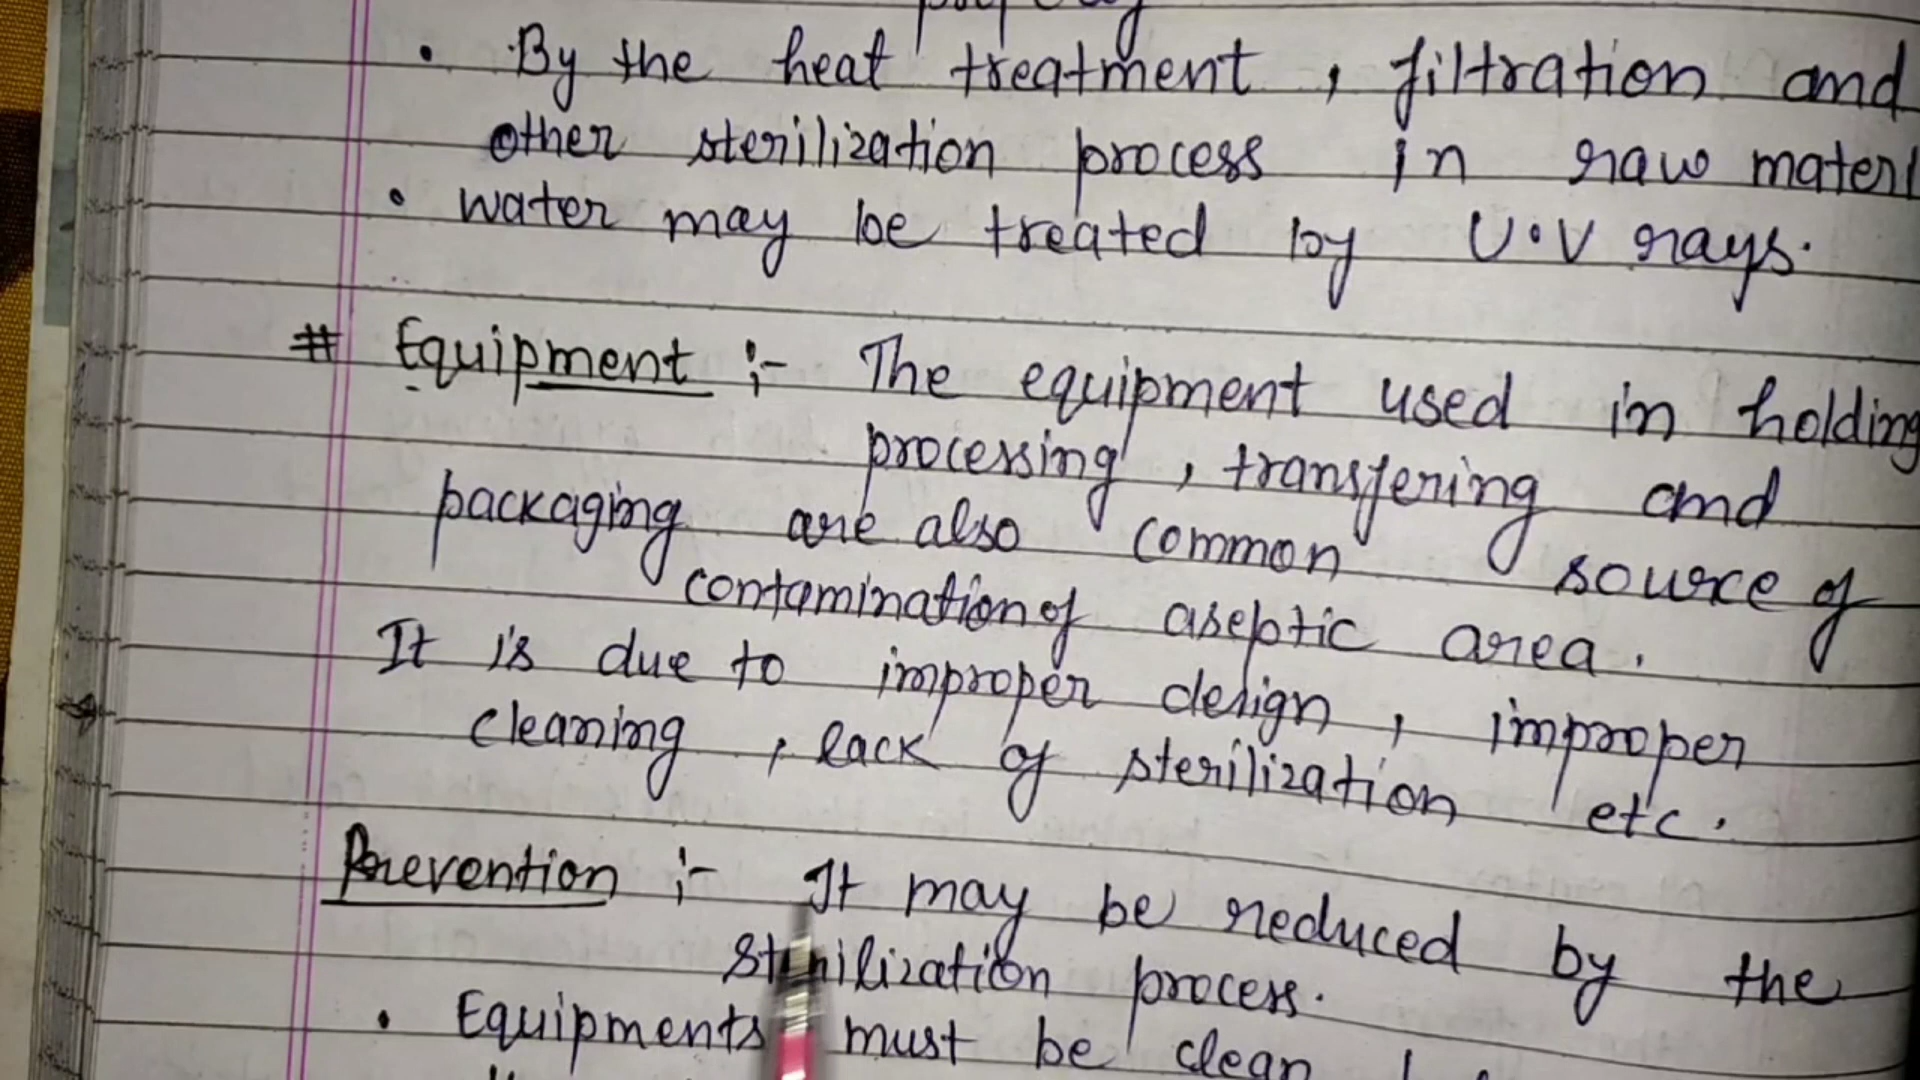 • By the heat treatment, filtration and
other sterilization process in raw materi
• water may be treated by U.V rays.
# Equipment :- The equipment used in holding
processing, transfering and
packaging are also common source of
contamination of aseptic area.
It is due to improper design, improper
cleaning, lack of sterilization etc.
Prevention :- It may be reduced by the
sterilization process.
• Equipments must be clean